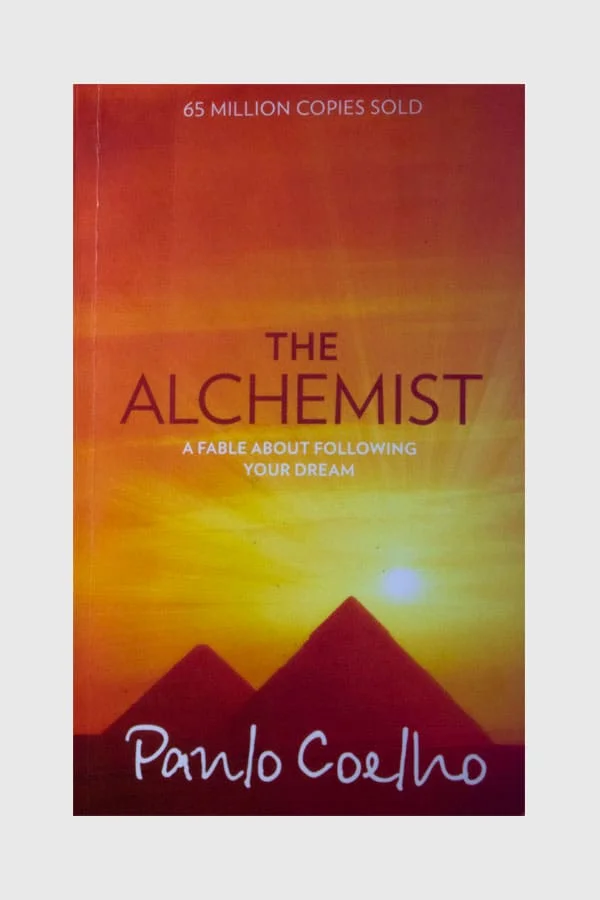 65 MILLION COPIES SOLD
THE
ALCHEMIST
A FABLE ABOUT FOLLOWING
YOUR DREAM
Paulo Coelho